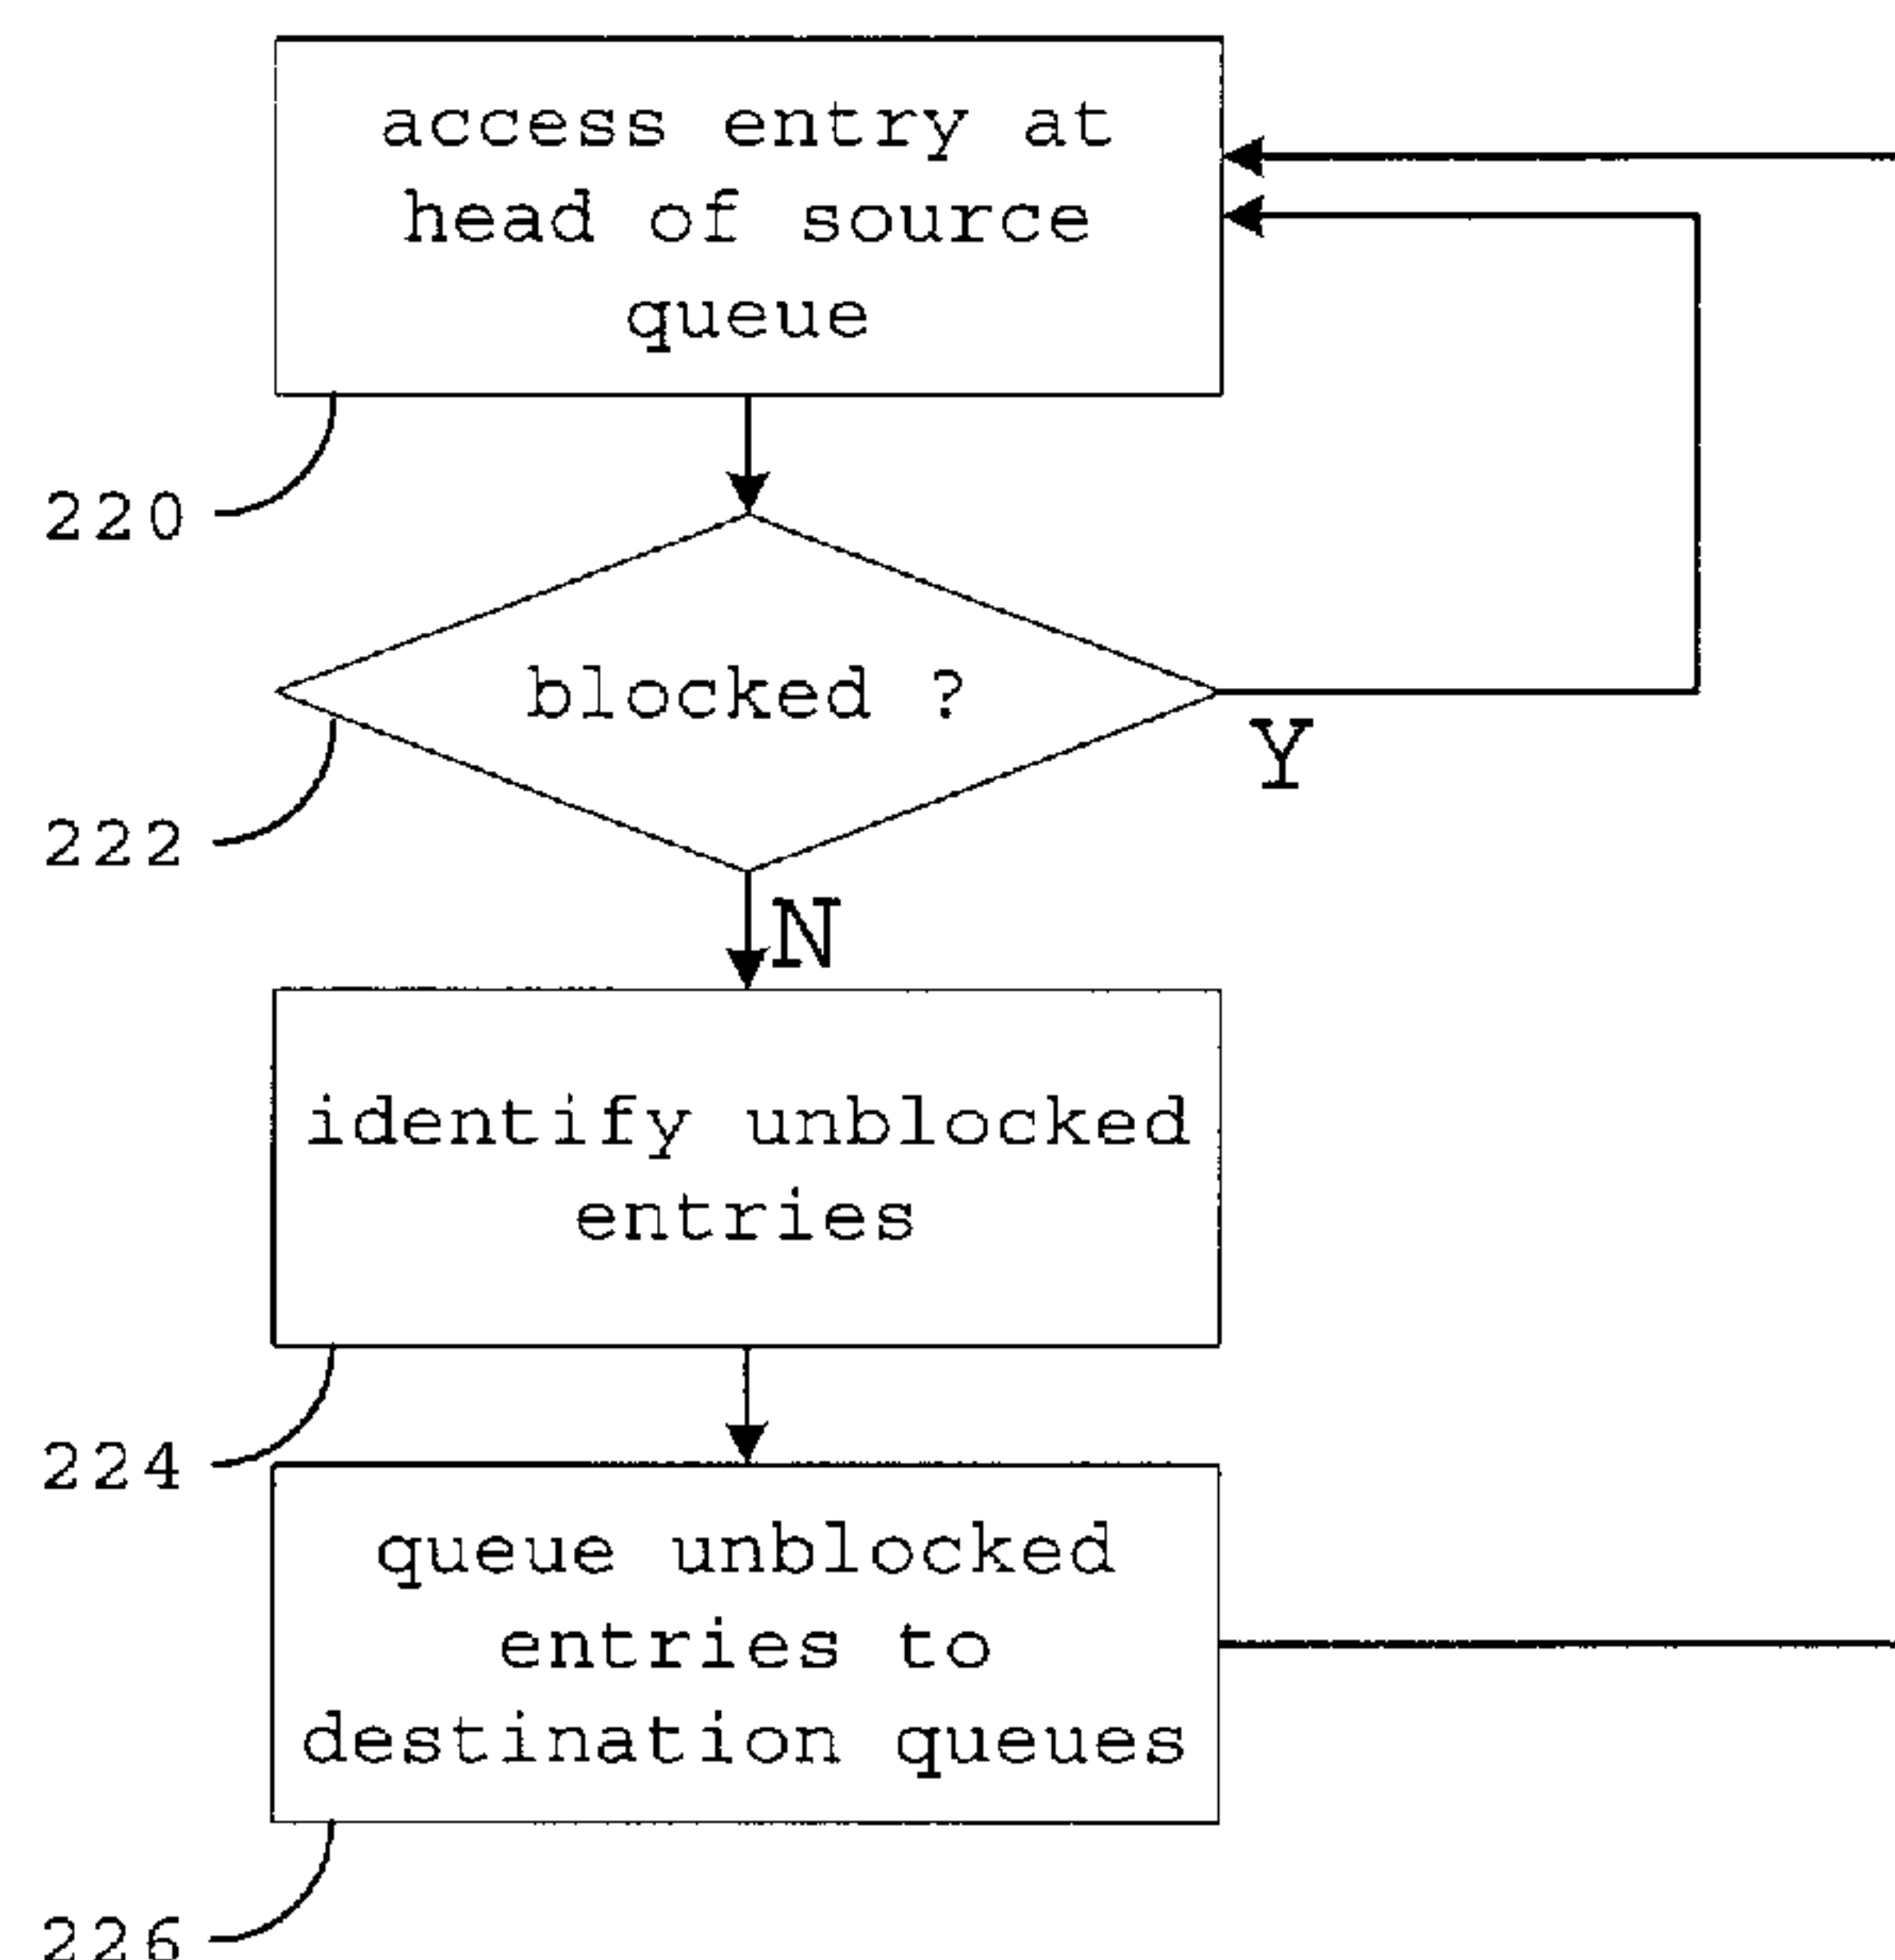 access entry at
head of source
queue
220
blocked ?
Y
222
N
identify unblocked
entries
224
queue unblocked
entries to
destination queues
226